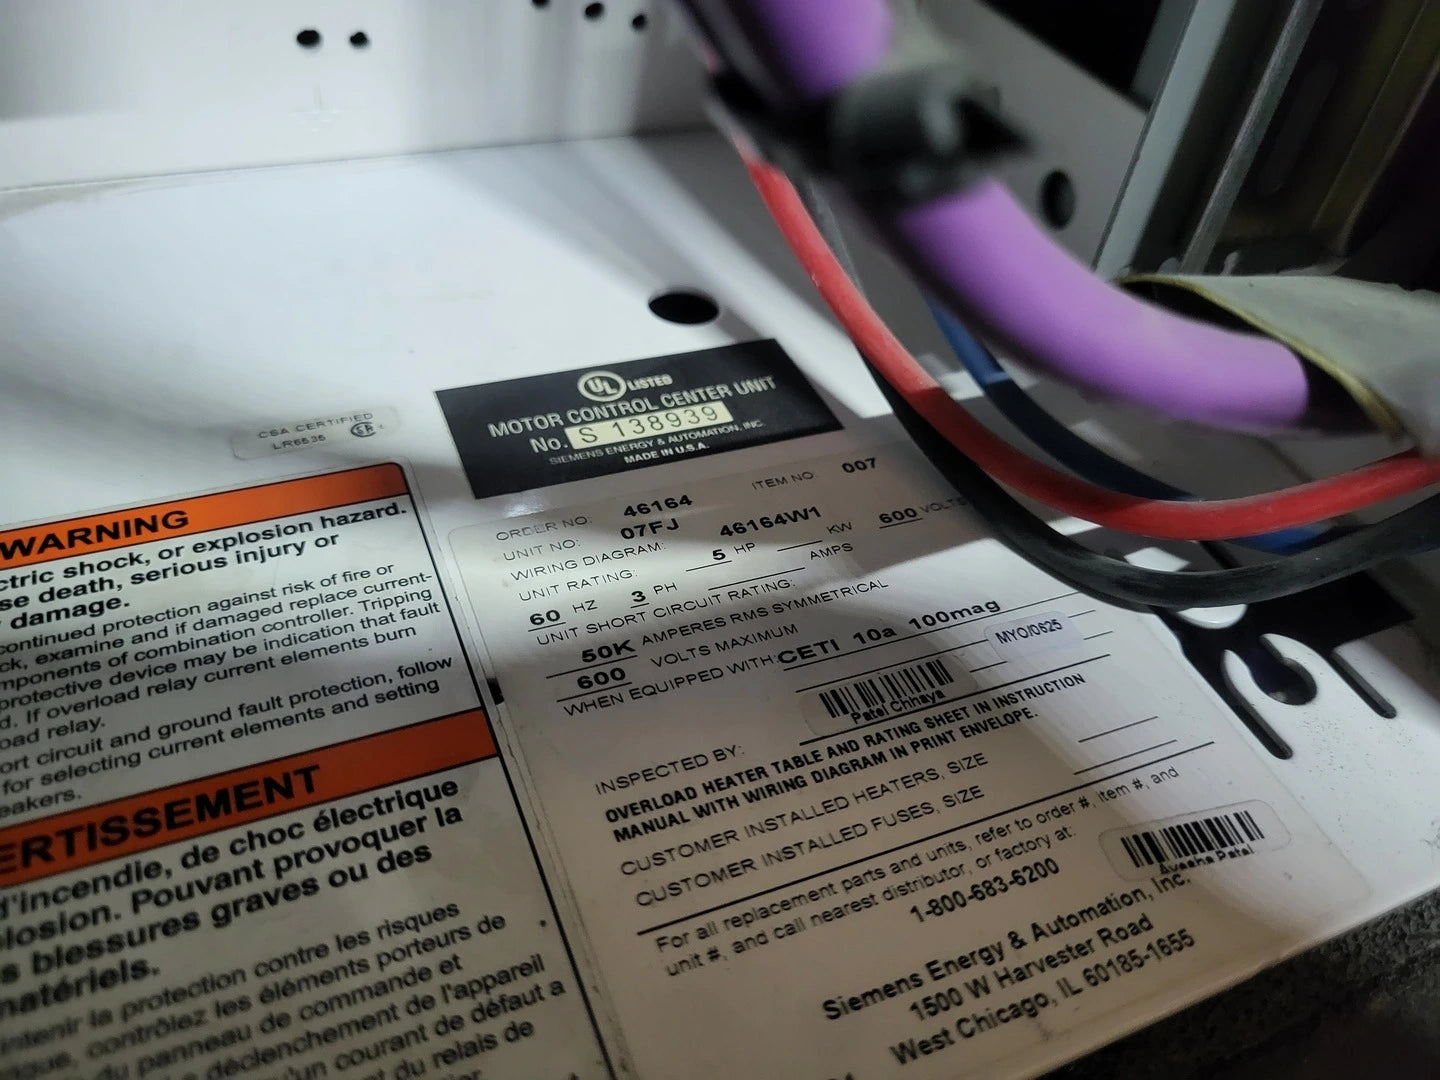 CSA CERTIFIED
LR6535
UL LISTED
MOTOR CONTROL CENTER UNIT
No. S 138939
SIEMENS ENERGY & AUTOMATION, INC.
MADE IN U.S.A.
WARNING
ctric shock, or explosion hazard.
se death, serious injury or
damage.
continued protection against risk of fire or
ck, examine and if damaged replace current-
mponents of combination controller. Tripping
protective device may be indication that fault
d. If overload relay current elements burn
oad relay.
ort circuit and ground fault protection, follow
for selecting current elements and setting
eakers.
ERTISSEMENT
d'incendie, de choc électrique
plosion. Pouvant provoquer la
s blessures graves ou des
matériels.
intenir la protection contre les risques
que, contrôlez les éléments porteurs de
du panneau de commande et
déclenchement de l'appareil
qu'un courant de défaut a
du relais de
ORDER NO: 46164 ITEM NO: 007
UNIT NO: 07FJ
WIRING DIAGRAM: 46164W1
UNIT RATING: 5 HP KW 600 VOLTS
60 HZ 3 PH AMPS
UNIT SHORT CIRCUIT RATING:
50K AMPERES RMS SYMMETRICAL
600 VOLTS MAXIMUM
WHEN EQUIPPED WITH: CETI 10a 100mag
MYO/0625
Patel Chhaya
INSPECTED BY:
OVERLOAD HEATER TABLE AND RATING SHEET IN INSTRUCTION
MANUAL WITH WIRING DIAGRAM IN PRINT ENVELOPE.
CUSTOMER INSTALLED HEATERS, SIZE
CUSTOMER INSTALLED FUSES, SIZE
For all replacement parts and units, refer to order #, item #, and
unit #, and call nearest distributor, or factory at:
1-800-683-6200
Ayesha Patel
Siemens Energy & Automation, Inc.
1500 W Harvester Road
West Chicago, IL 60185-1655